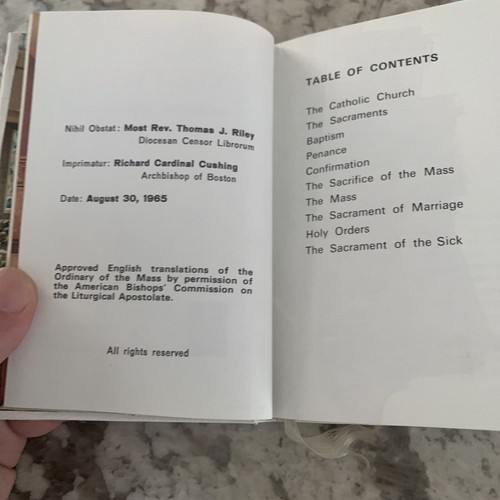 Nihil Obstat: Most Rev. Thomas J. Riley
Diocesan Censor Librorum
Imprimatur: Richard Cardinal Cushing
Archbishop of Boston
Date: August 30, 1965
Approved English translations of the
Ordinary of the Mass by permission of
the American Bishops' Commission on
the Liturgical Apostolate.
All rights reserved
TABLE OF CONTENTS
The Catholic Church
The Sacraments
Baptism
Penance
Confirmation
The Sacrifice of the Mass
The Mass
The Sacrament of Marriage
Holy Orders
The Sacrament of the Sick